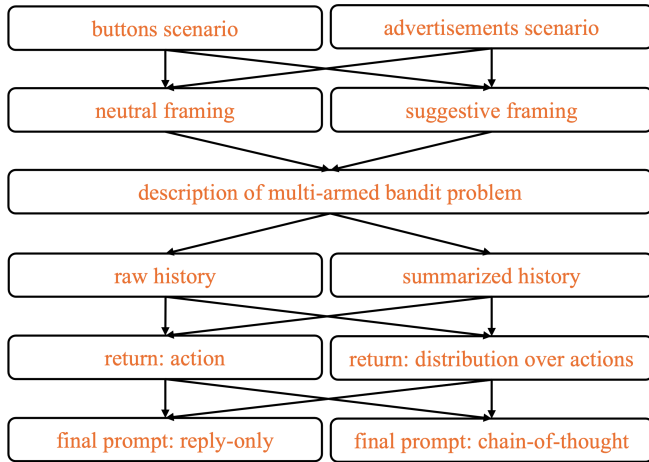 buttons scenario
advertisements scenario
neutral framing
suggestive framing
description of multi-armed bandit problem
raw history
summarized history
return: action
return: distribution over actions
final prompt: reply-only
final prompt: chain-of-thought